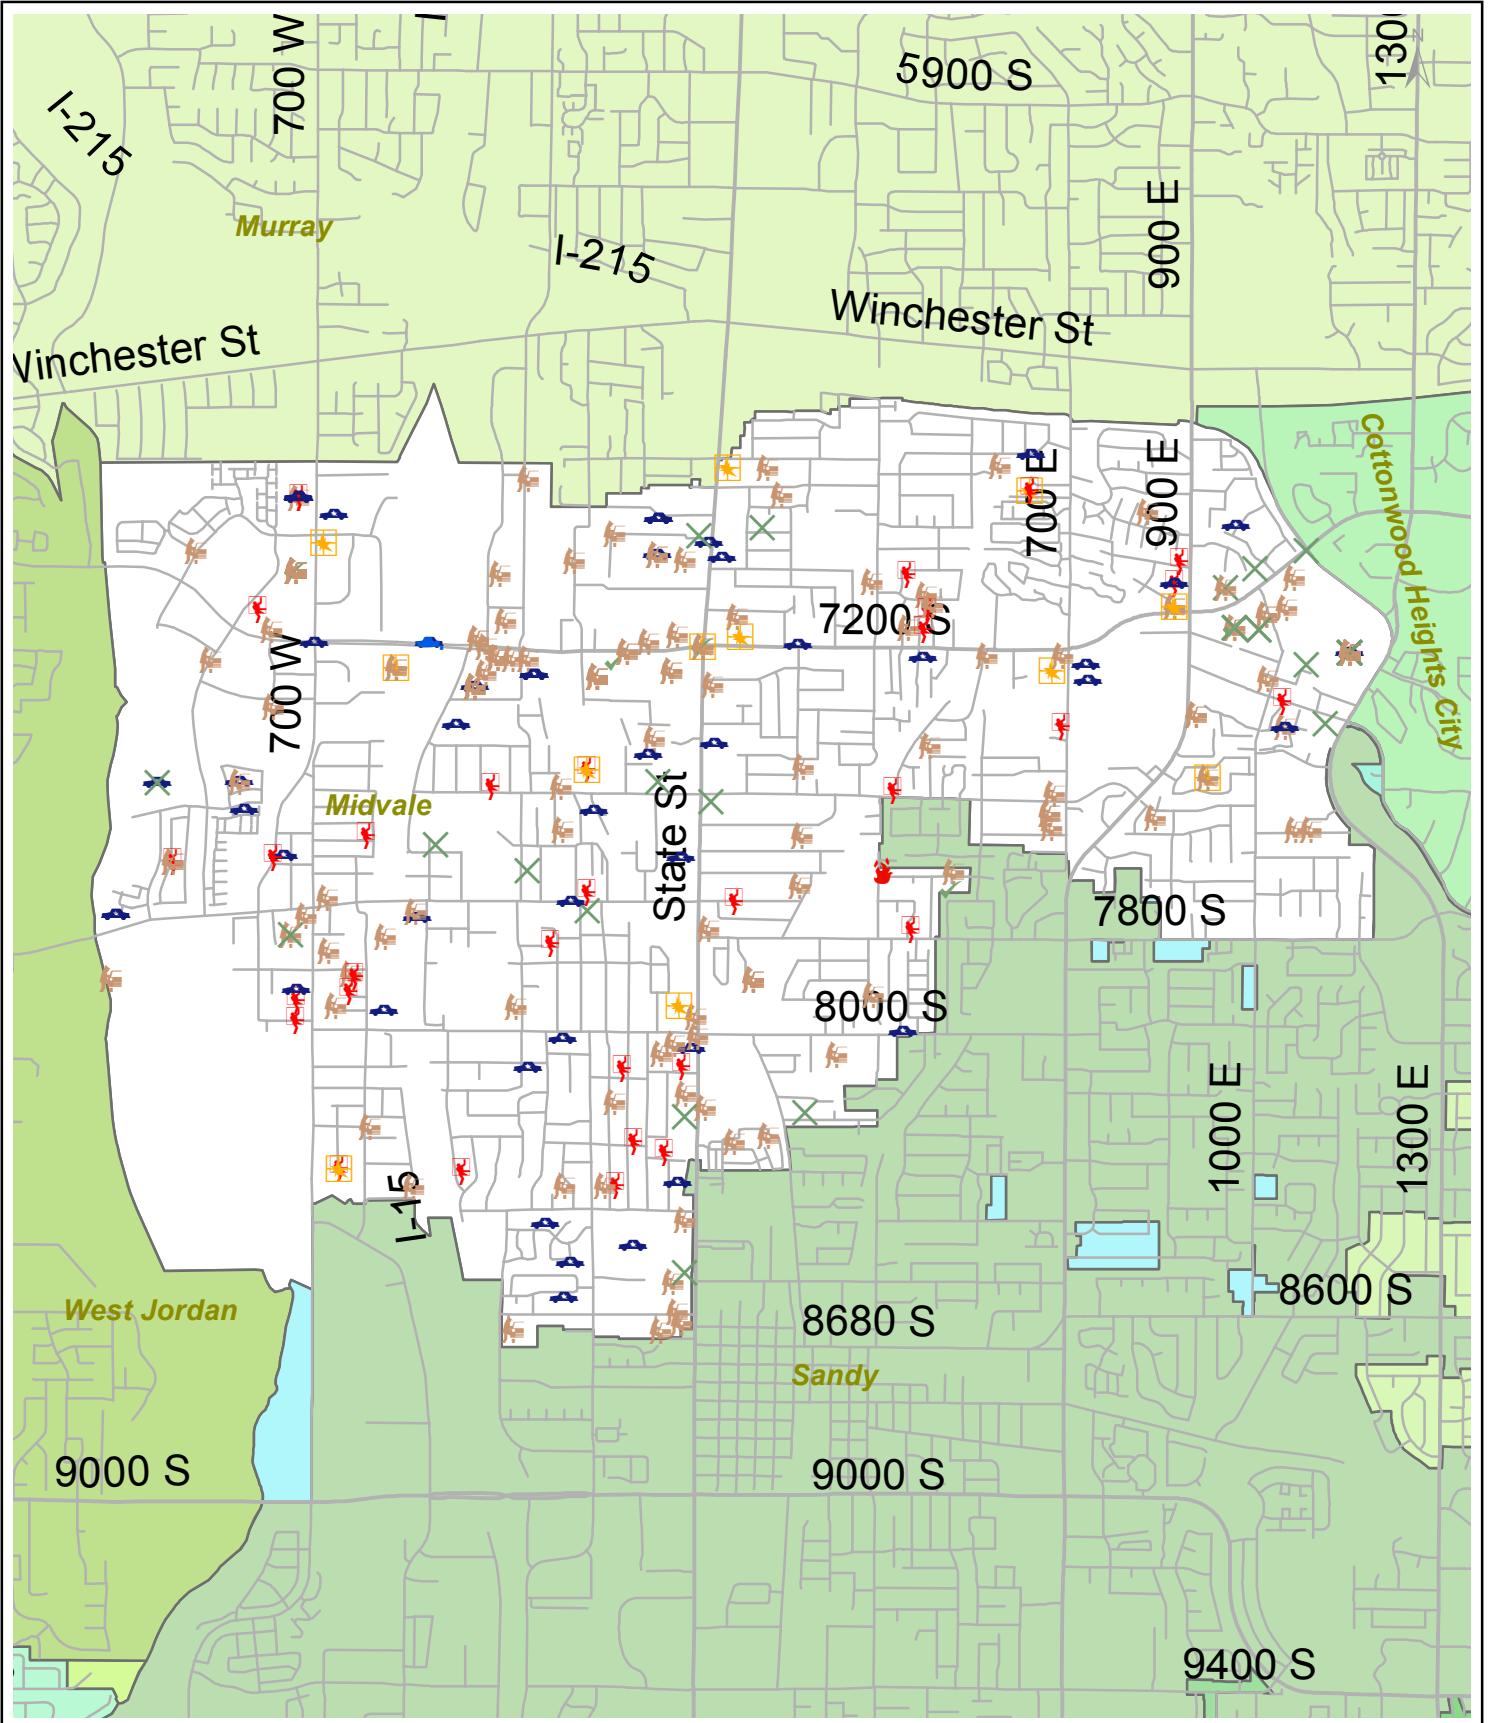 700 W
1300
5900 S
I-215
Murray
900 E
I-215
Winchester St
Winchester St
Cottonwood Heights City
700 E
900 E
7200 S
700 W
Midvale
State St
7800 S
8000 S
1000 E
1300 E
I-15
8600 S
West Jordan
8680 S
Sandy
9000 S
9000 S
9400 S